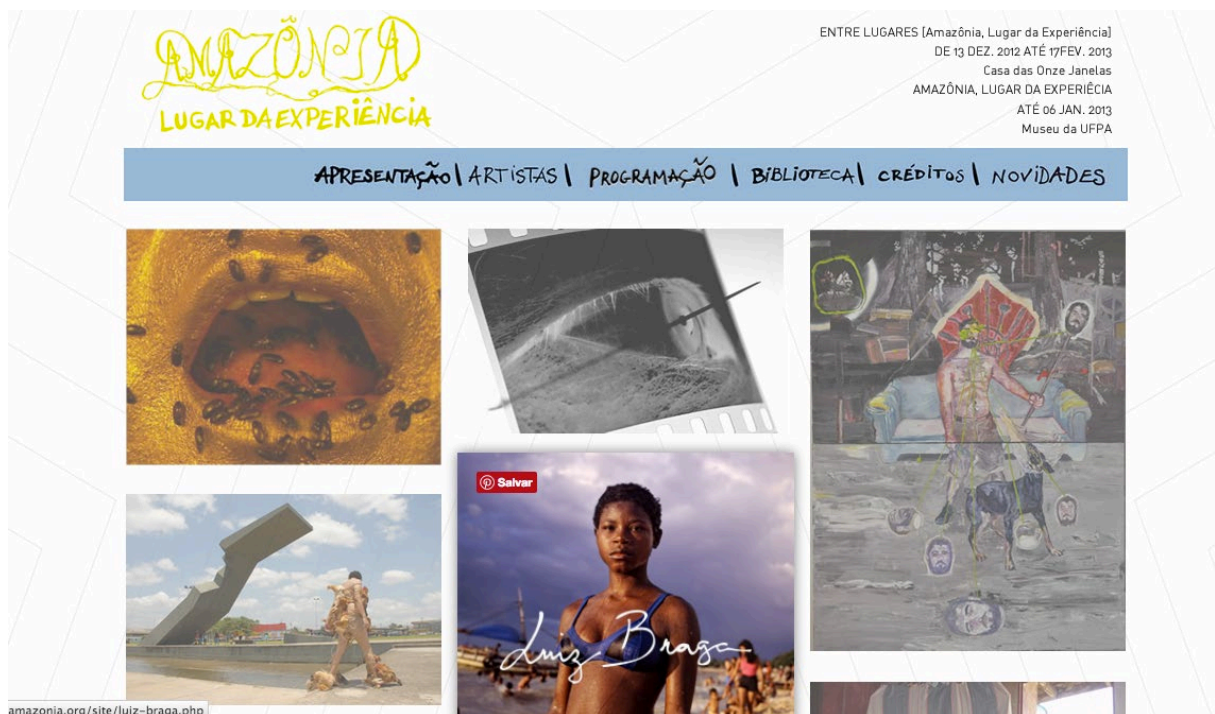 AMAZÔNIA
LUGAR DA EXPERIÊNCIA
ENTRE LUGARES [Amazônia, Lugar da Experiência]
DE 13 DEZ. 2012 ATÉ 17FEV. 2013
Casa das Onze Janelas
AMAZÔNIA, LUGAR DA EXPERIÊCIA
ATÉ 06 JAN. 2013
Museu da UFPA
APRESENTAÇÃO | ARTISTAS | PROGRAMAÇÃO | BIBLIOTECA | CRÉDITOS | NOVIDADES
Salvar
Luiz Braga
amazonia.org/site/luiz-braga.php